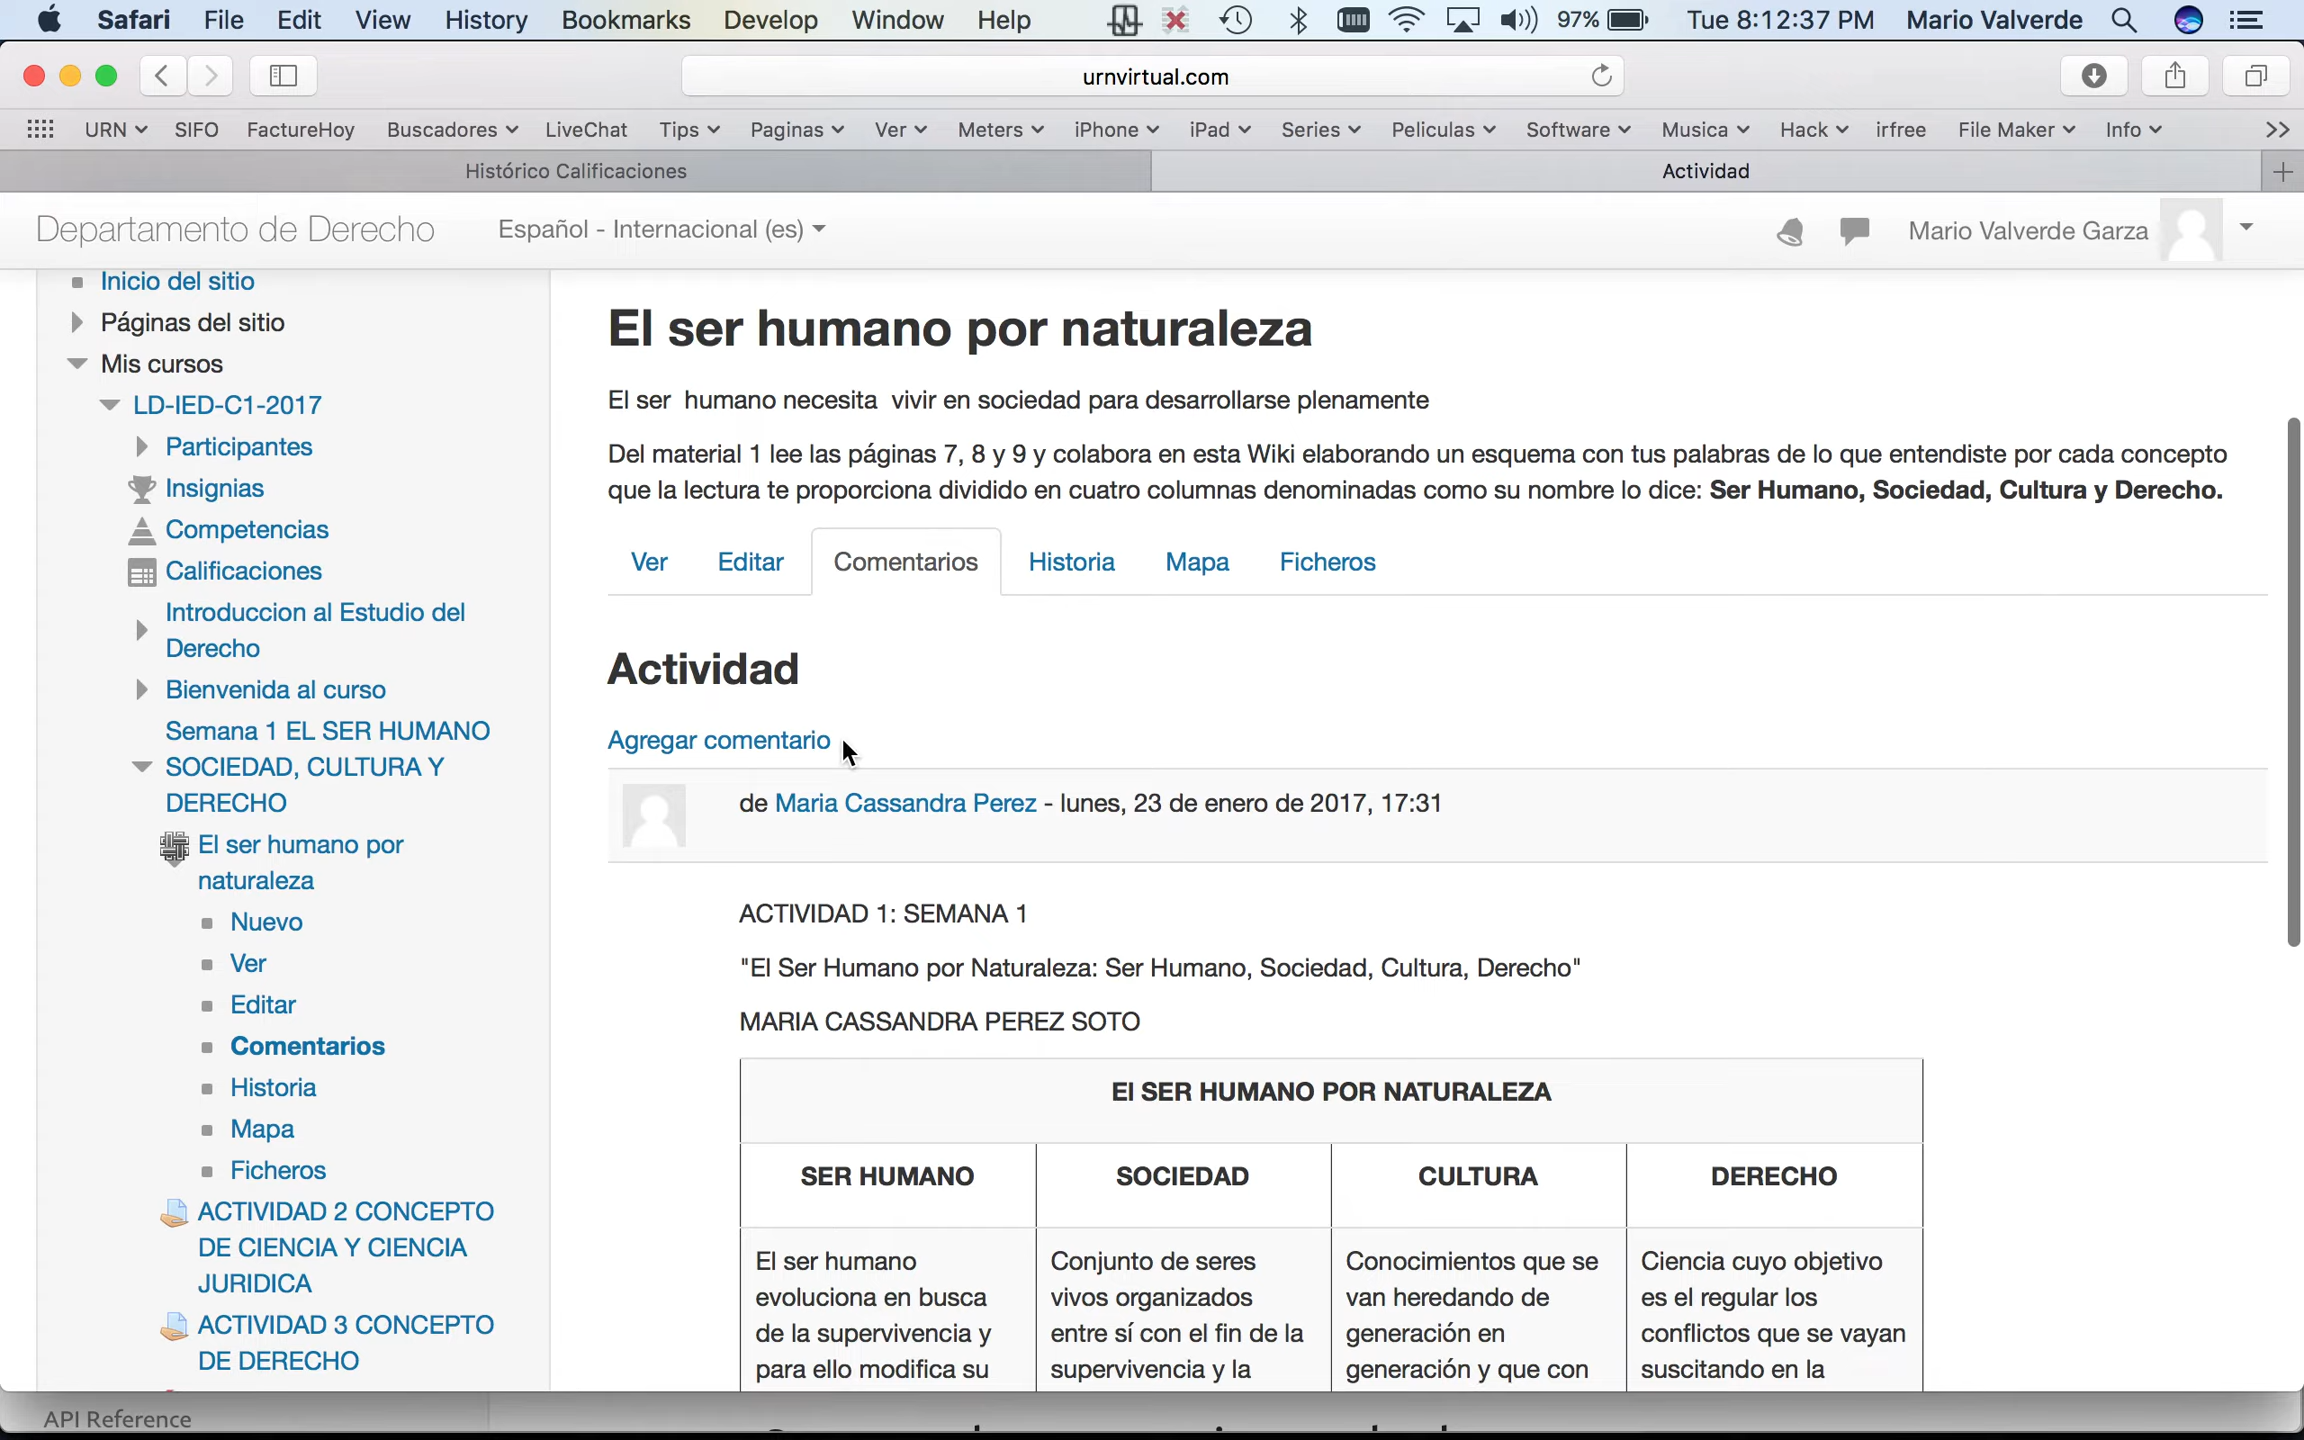 Safari File Edit View History Bookmarks Develop Window Help 97% Tue 8:12:37 PM Mario Valverde
urnvirtual.com
URN SIFO FactureHoy Buscadores LiveChat Tips Paginas Ver Meters iPhone iPad Series Peliculas Software Musica Hack irfree File Maker Info >>
Histórico Calificaciones Actividad
Departamento de Derecho Español - Internacional (es) Mario Valverde Garza
Inicio del sitio
Páginas del sitio
Mis cursos
LD-IED-C1-2017
Participantes
Insignias
Competencias
Calificaciones
Introduccion al Estudio del
Derecho
Bienvenida al curso
Semana 1 EL SER HUMANO
SOCIEDAD, CULTURA Y
DERECHO
El ser humano por
naturaleza
Nuevo
Ver
Editar
Comentarios
Historia
Mapa
Ficheros
ACTIVIDAD 2 CONCEPTO
DE CIENCIA Y CIENCIA
JURIDICA
ACTIVIDAD 3 CONCEPTO
DE DERECHO
El ser humano por naturaleza
El ser humano necesita vivir en sociedad para desarrollarse plenamente
Del material 1 lee las páginas 7, 8 y 9 y colabora en esta Wiki elaborando un esquema con tus palabras de lo que entendiste por cada concepto
que la lectura te proporciona dividido en cuatro columnas denominadas como su nombre lo dice: Ser Humano, Sociedad, Cultura y Derecho.
Ver Editar Comentarios Historia Mapa Ficheros
Actividad
Agregar comentario
de Maria Cassandra Perez - lunes, 23 de enero de 2017, 17:31
ACTIVIDAD 1: SEMANA 1
"El Ser Humano por Naturaleza: Ser Humano, Sociedad, Cultura, Derecho"
MARIA CASSANDRA PEREZ SOTO
El SER HUMANO POR NATURALEZA
SER HUMANO SOCIEDAD CULTURA DERECHO
El ser humano
evoluciona en busca
de la supervivencia y
para ello modifica su
Conjunto de seres
vivos organizados
entre sí con el fin de la
supervivencia y la
Conocimientos que se
van heredando de
generación en
generación y que con
Ciencia cuyo objetivo
es el regular los
conflictos que se vayan
suscitando en la
API Reference